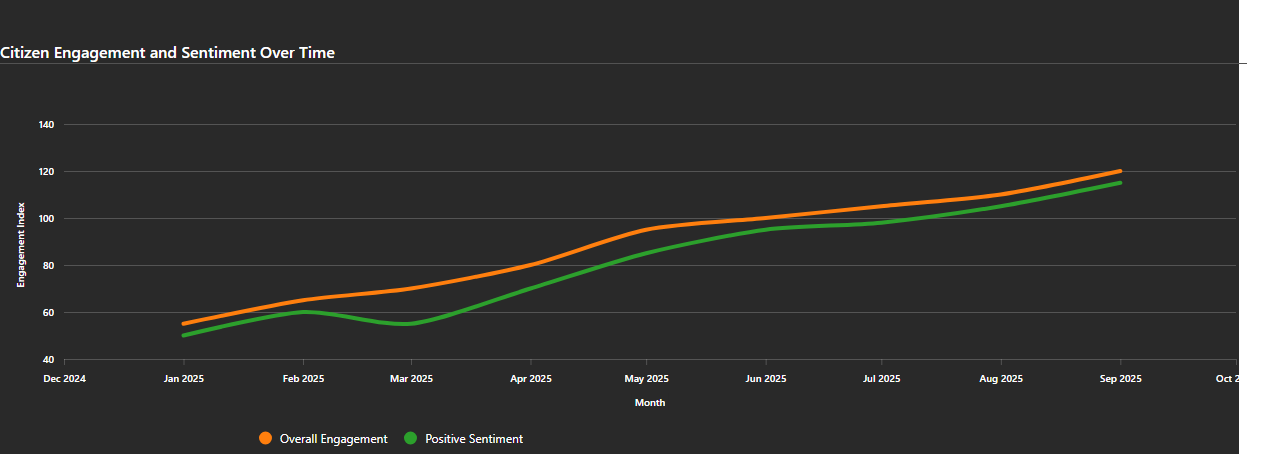 Citizen Engagement and Sentiment Over Time
140
120
100
80
60
40
Engagement Index
Dec 2024 Jan 2025 Feb 2025 Mar 2025 Apr 2025 May 2025 Jun 2025 Jul 2025 Aug 2025 Sep 2025 Oct
Month
Overall Engagement Positive Sentiment